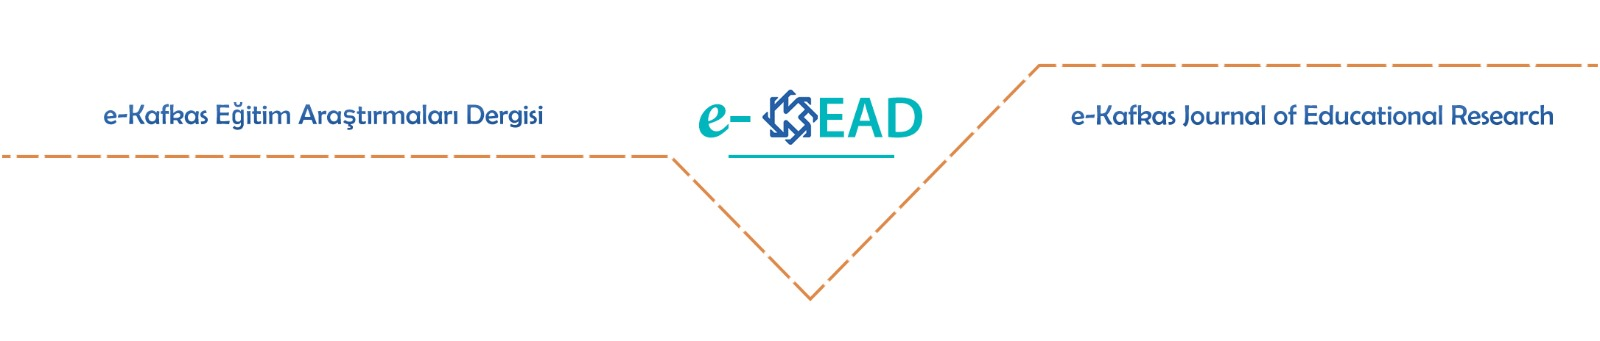 e-Kafkas Eğitim Araştırmaları Dergisi
e-KEAD
e-Kafkas Journal of Educational Research